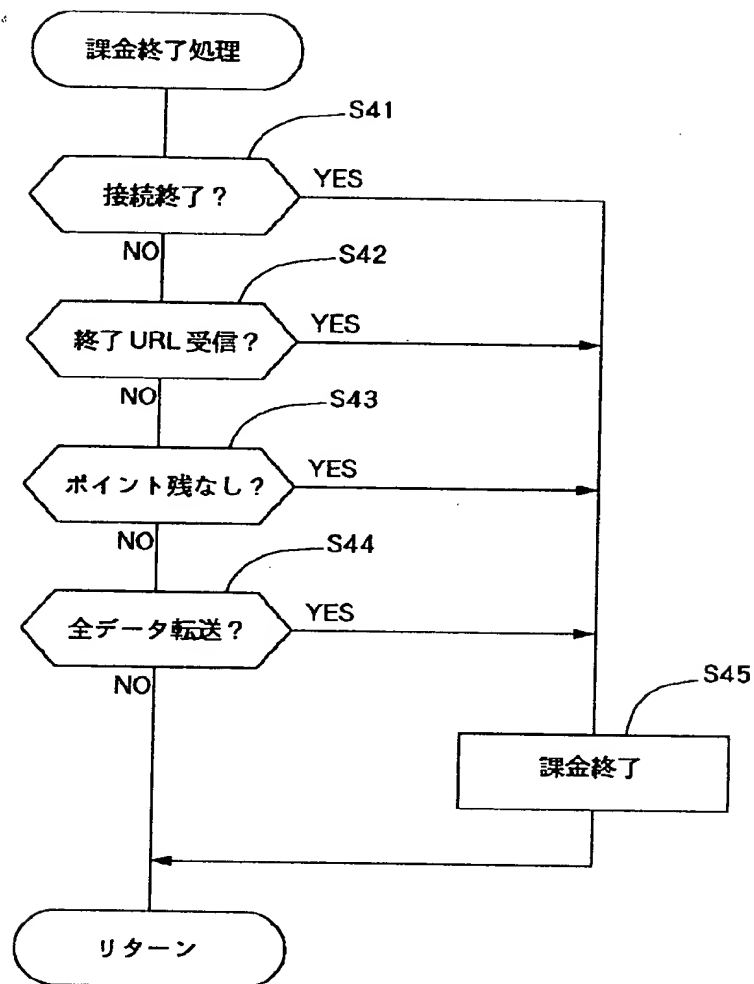 課金終了処理
S41
接続終了?
YES
NO
S42
終了URL受信?
YES
NO
S43
ポイント残なし?
YES
NO
S44
全データ転送?
YES
NO
S45
課金終了
リターン